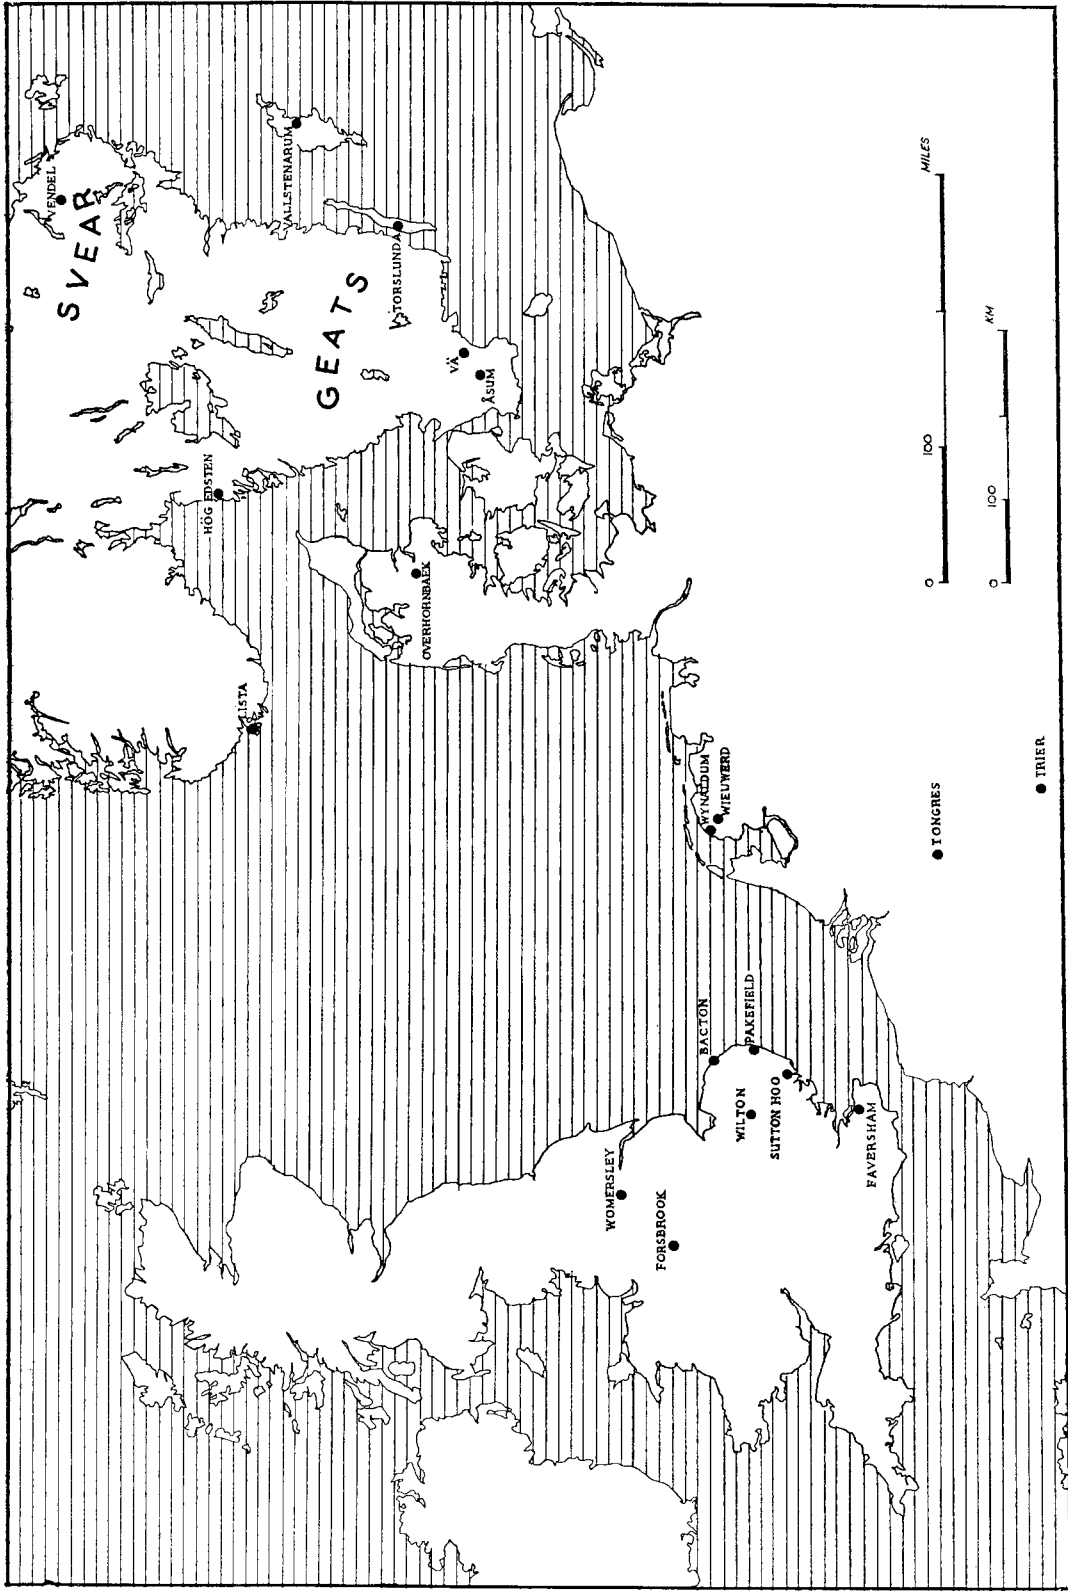 VENDEL
SVEAR
VALLSTENARUM
TORSLUNDA
GEATS
VÄ
ÅSUM
HÖG EDSTEN
OVERHORNBAEK
LISTA
WYNALDUM
WIEUWERD
TONGRES
TRIER
BACTON
PAKEFIELD
WILTON
SUTTON HOO
FAVERSHAM
WOMERSLEY
FORSBROOK
0 100 MILES
0 100 KM